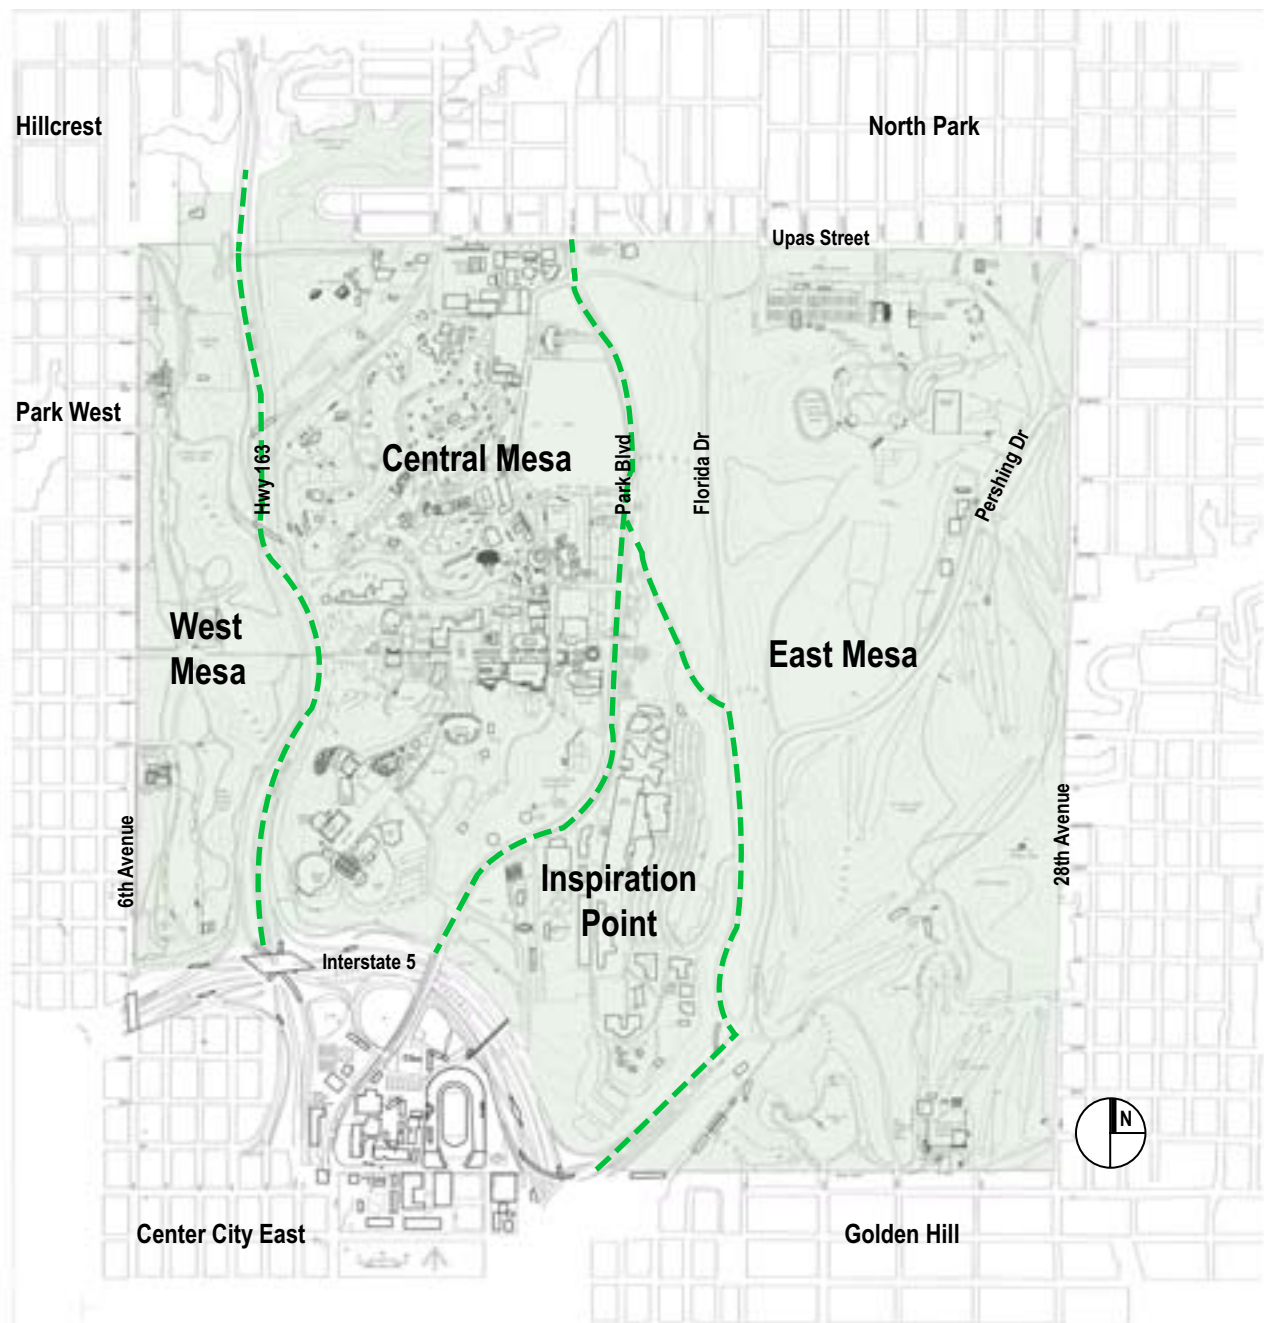 Hillcrest
North Park
Upas Street
Park West
Central Mesa
Hwy 163
Park Blvd
Florida Dr
Pershing Dr
West
Mesa
East Mesa
6th Avenue
28th Avenue
Inspiration
Point
Interstate 5
N
Center City East
Golden Hill